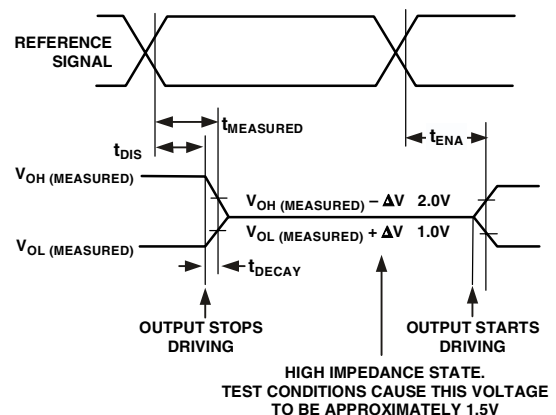 REFERENCE
SIGNAL
tMEASURED
tDIS
tENA
VOH (MEASURED)
VOH (MEASURED) − ΔV 2.0V
VOL (MEASURED) + ΔV 1.0V
VOL (MEASURED)
tDECAY
OUTPUT STOPS
DRIVING
OUTPUT STARTS
DRIVING
HIGH IMPEDANCE STATE.
TEST CONDITIONS CAUSE THIS VOLTAGE
TO BE APPROXIMATELY 1.5V